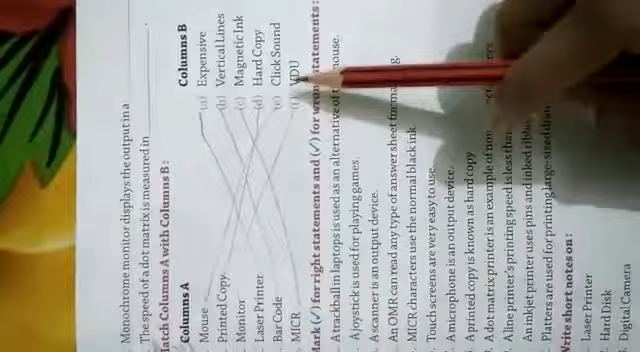 Monochrome monitor displays the output in a
The speed of a dot matrix is measured in
Match Columns A with Columns B :
Columns A Columns B
Mouse (a) Expensive
Printed Copy (b) Vertical Lines
Monitor (c) Magnetic Ink
Laser Printer (d) Hard Copy
Bar Code (e) Click Sound
MICR (f) VDU
Mark (✓) for right statements and (✓) for wrong statements :
A trackball in laptops is used as an alternative of mouse.
A joystick is used for playing games.
A scanner is an output device.
An OMR can read any type of answer sheet for
MICR characters use the normal black ink
Touch screens are very easy to use.
A microphone is an output device.
A printed copy is known as hard copy
A dot matrix printer is an example of
A line printer's printing speed is less than
An inkjet printer uses pins and inked
Platters are used for printing large-sized
Write short notes on :
Laser Printer
Hard Disk
Digital Camera